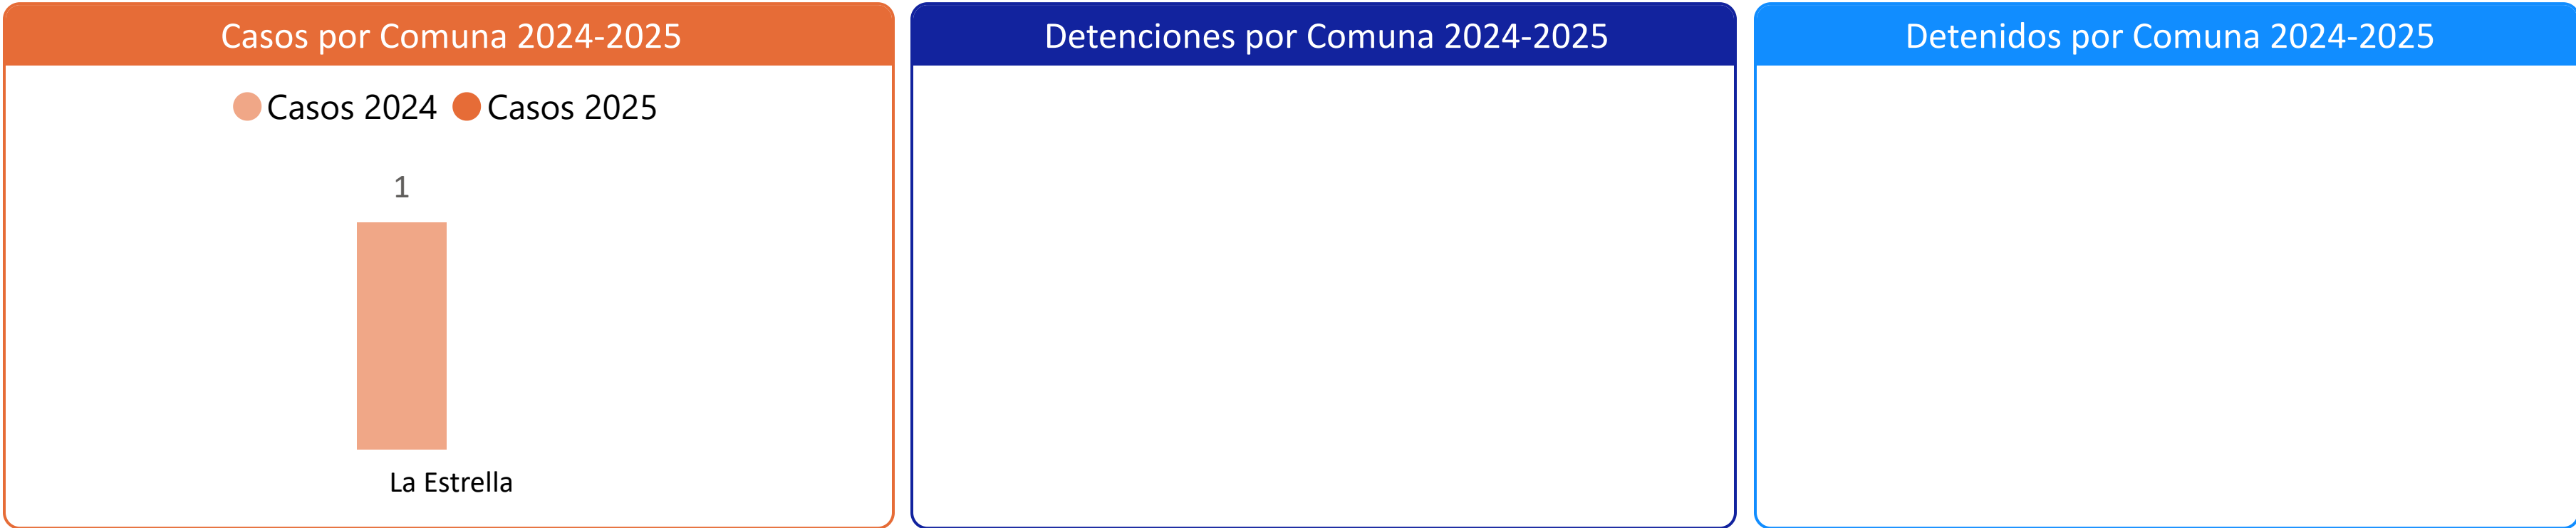 Casos por Comuna 2024-2025
Casos 2024 Casos 2025
1
La Estrella
Detenciones por Comuna 2024-2025
Detenidos por Comuna 2024-2025